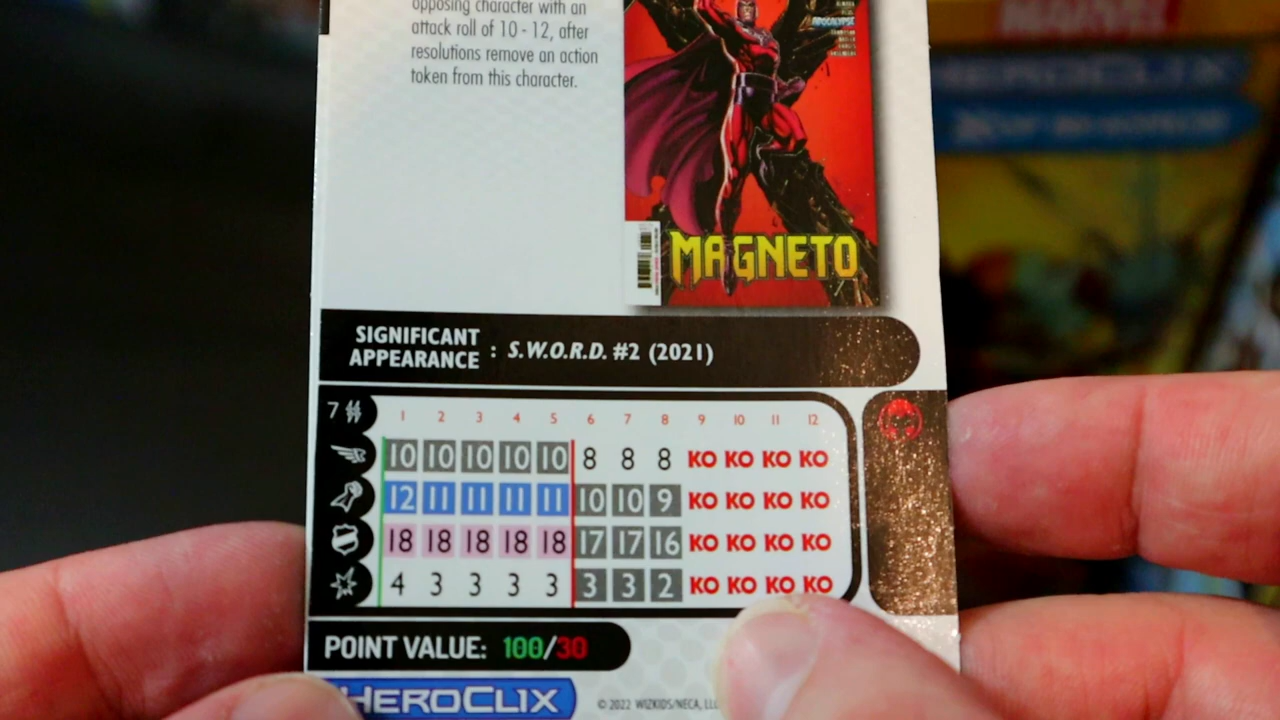 opposing character with an
attack roll of 10 - 12, after
resolutions remove an action
token from this character.
APOCALYPSE
MAGNETO
MARVEL
HEROCLIX
SIGNIFICANT
APPEARANCE : S.W.O.R.D. #2 (2021)
7 1 2 3 4 5 6 7 8 9 10 11 12
10 10 10 10 10 8 8 8 KO KO KO KO
12 11 11 11 11 10 10 9 KO KO KO KO
18 18 18 18 18 17 17 16 KO KO KO KO
4 3 3 3 3 3 3 2 KO KO KO KO
POINT VALUE: 100/30
HEROCLIX
© 2022 WIZKIDS/NECA, LLC